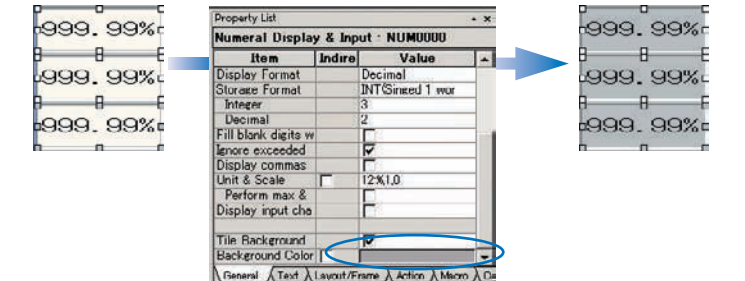 999.99%
999.99%
999.99%
Property List
Numeral Display & Input : NUM0000
Item Indire Value
Display Format Decimal
Storage Format INT(Singed 1 wor
Integer 3
Decimal 2
Fill blank digits w
Ignore exceeded
Display commas
Unit & Scale 12:%,1,0
Perform max &
Display input cha
Tile Background
Background Color
General Text Layout/Frame Action Macro
999.99%
999.99%
999.99%